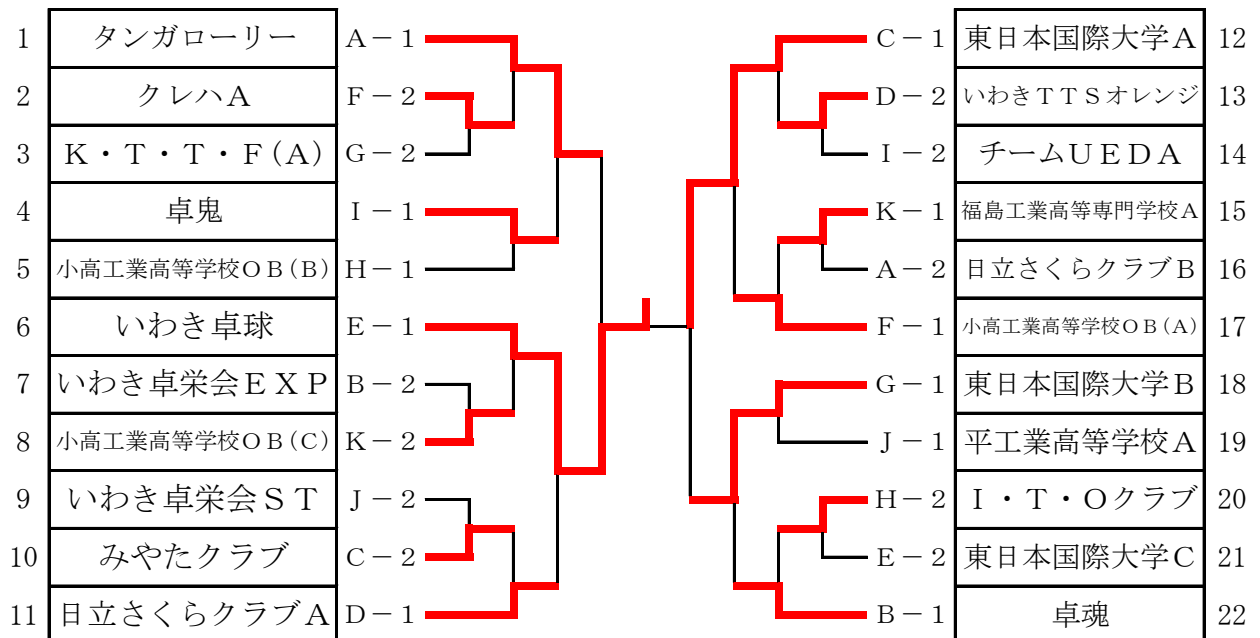 1 タンガローリー A－1
2 クレハA F－2
3 K・T・T・F(A) G－2
4 卓鬼 I－1
5 小高工業高等学校OB(B) H－1
6 いわき卓球 E－1
7 いわき卓栄会EXP B－2
8 小高工業高等学校OB(C) K－2
9 いわき卓栄会ST J－2
10 みやたクラブ C－2
11 日立さくらクラブA D－1
C－1 東日本国際大学A 12
D－2 いわきTTSオレンジ 13
I－2 チームUEDA 14
K－1 福島工業高等専門学校A 15
A－2 日立さくらクラブB 16
F－1 小高工業高等学校OB(A) 17
G－1 東日本国際大学B 18
J－1 平工業高等学校A 19
H－2 I・T・Oクラブ 20
E－2 東日本国際大学C 21
B－1 卓魂 22